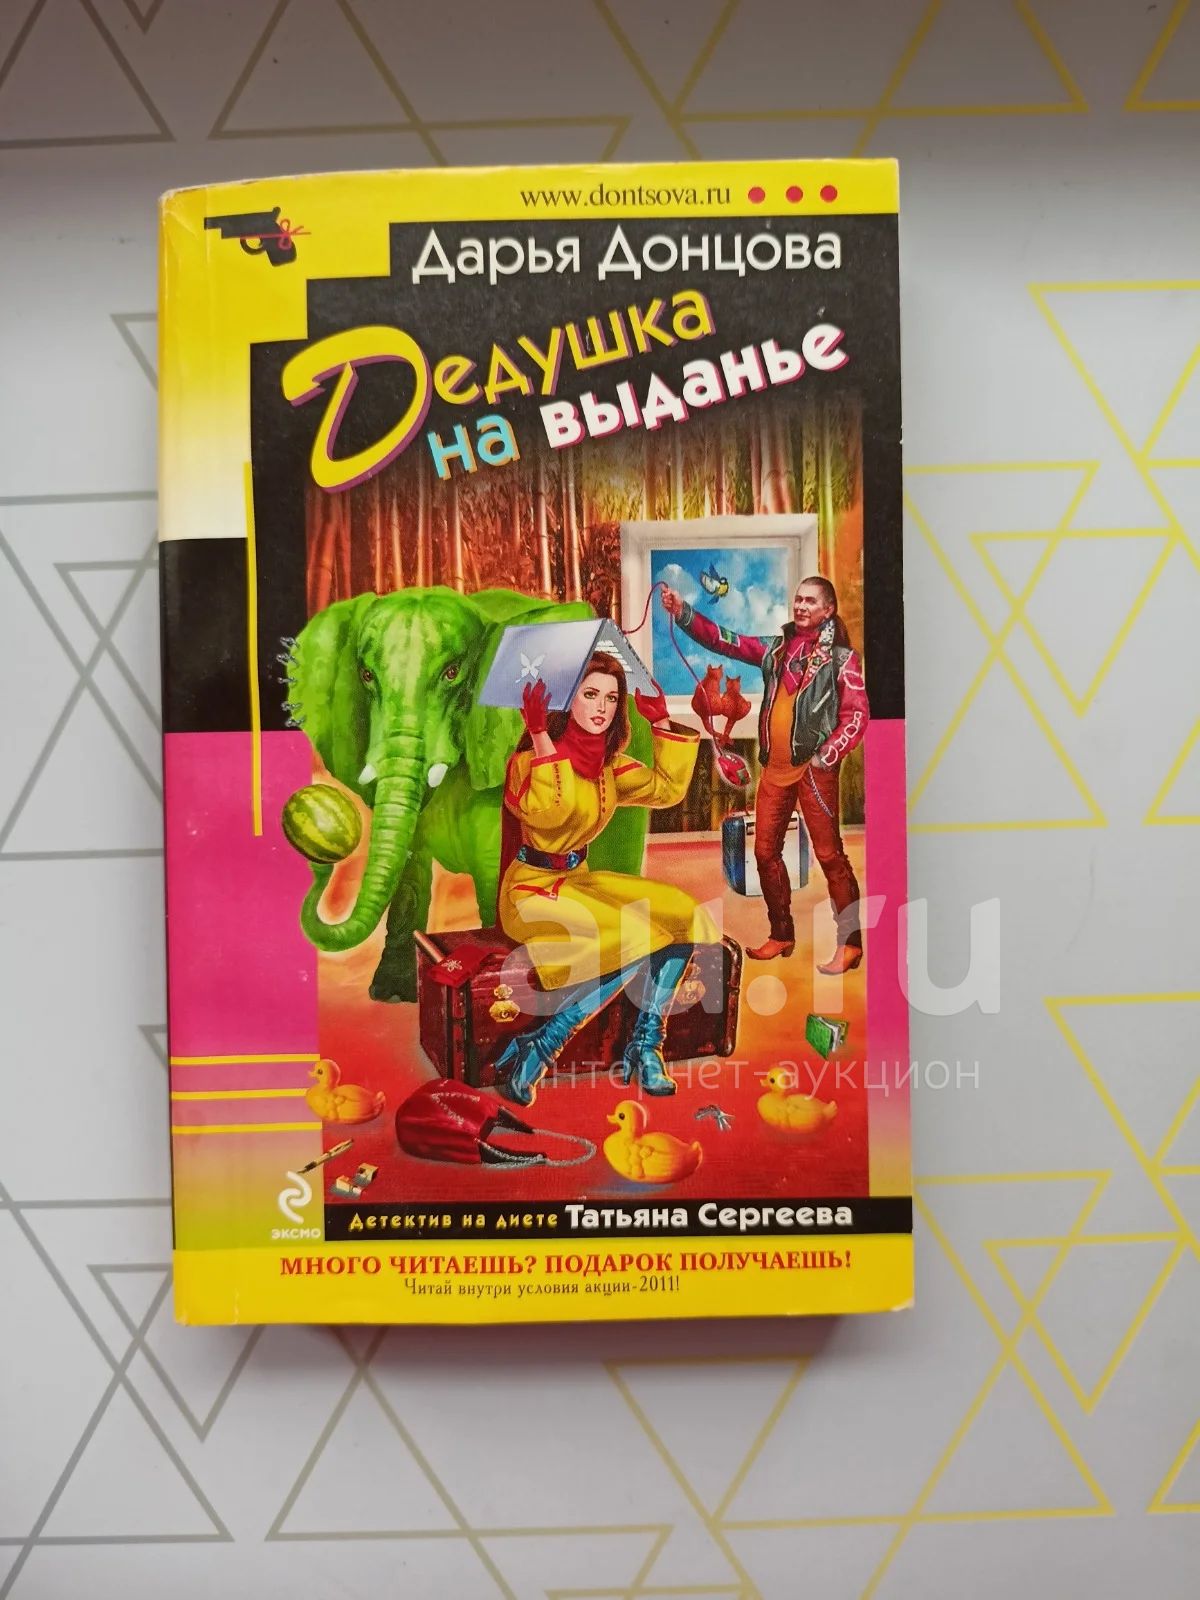 www.dontsova.ru
Дарья Донцова
Дедушка
на выданье
au.ru
интернет-аукцион
эксмо
Детектив на диете Татьяна Сергеева
МНОГО ЧИТАЕШЬ? ПОДАРОК ПОЛУЧАЕШЬ!
Читай внутри условия акции-2011!